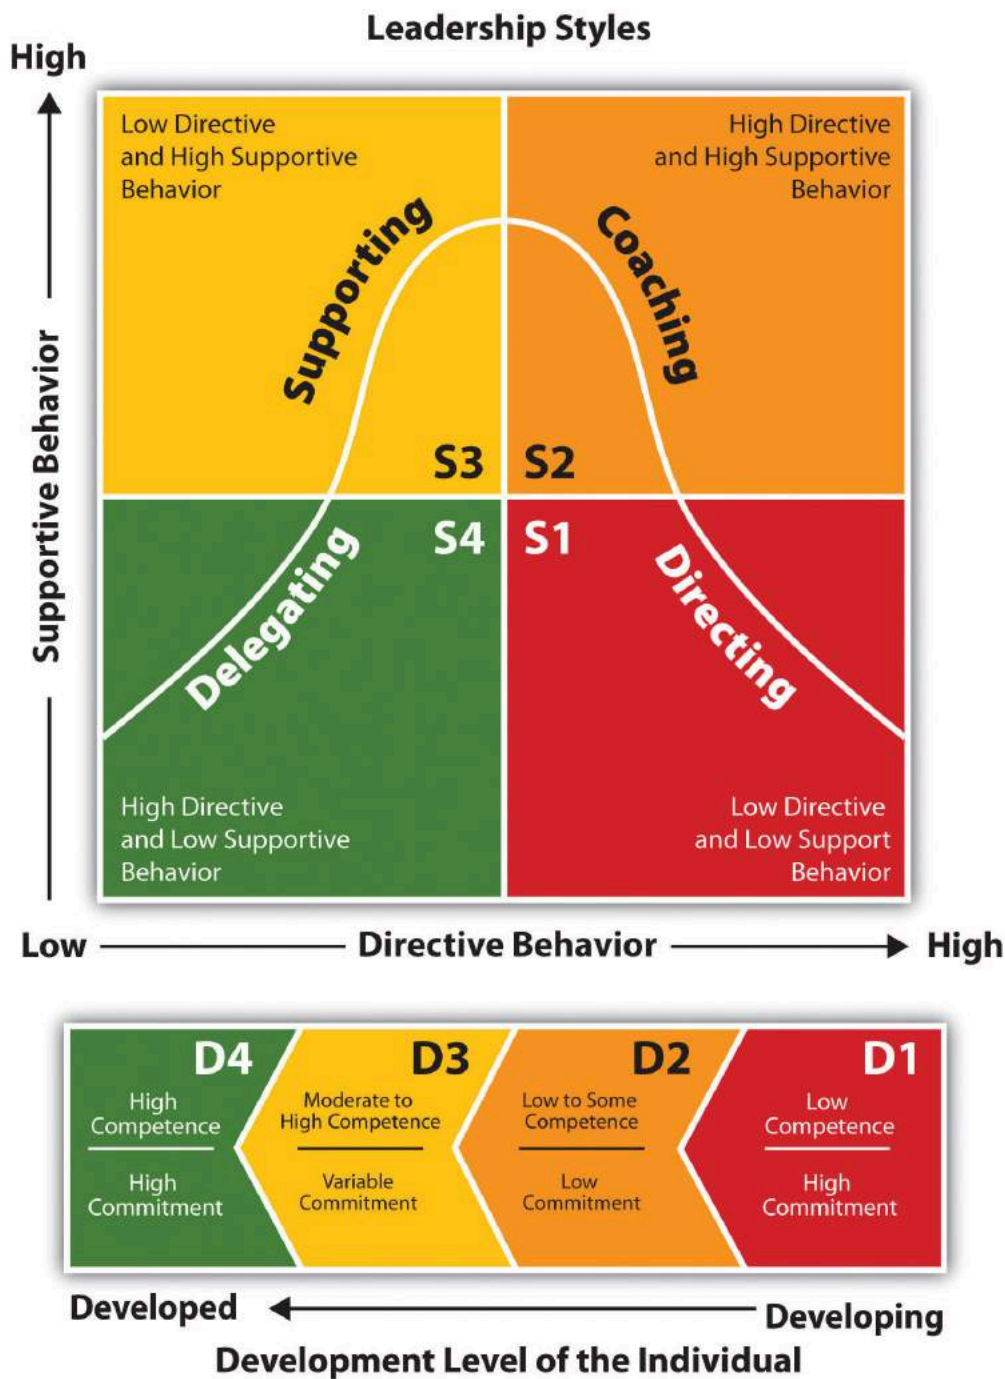 Leadership Styles
High
Low Directive
and High Supportive
Behavior
High Directive
and High Supportive
Behavior
Supporting
Coaching
Supportive Behavior
S3
S2
S4
S1
Delegating
Directing
High Directive
and Low Supportive
Behavior
Low Directive
and Low Support
Behavior
Low
Directive Behavior
High
D4
High
Competence
High
Commitment
D3
Moderate to
High Competence
Variable
Commitment
D2
Low to Some
Competence
Low
Commitment
D1
Low
Competence
High
Commitment
Developed
Developing
Development Level of the Individual